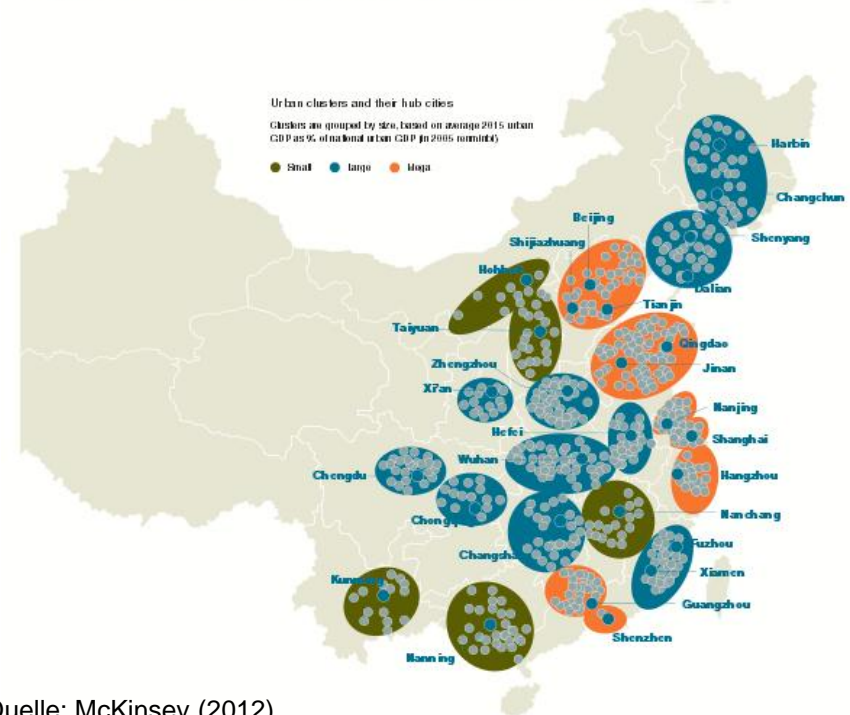 Urban clusters and their hub cities
Clusters are grouped by size, based on average 2015 urban
GDP as % of national urban GDP (in 2005 renminbi)
Small Large Mega
Harbin
Changchun
Beijing
Shenyang
Shijiazhuang
Dalian
Tianjin
Taiyuan
Qingdao
Zhengzhou
Jinan
Xi'an
Nanjing
Hefei
Shanghai
Wuhan
Chengdu
Hangzhou
Nanchang
Fuzhou
Changsha
Xiamen
Guangzhou
Shenzhen
Nanning
Quelle: McKinsey (2012)